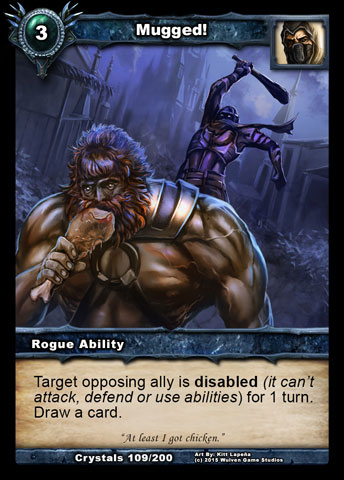 3
Mugged!
Rogue Ability
Target opposing ally is disabled (it can't
attack, defend or use abilities) for 1 turn.
Draw a card.
"At least I got chicken."
Crystals 109/200
Art By: Kitt Lapeña
(c) 2015 Wulven Game Studios